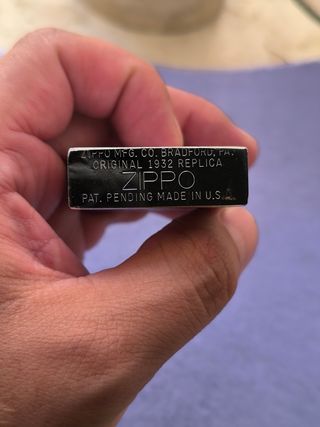 ZIPPO MFG. CO. BRADFORD, PA.
ORIGINAL 1932 REPLICA
ZIPPO
PAT. PENDING MADE IN U.S.A.